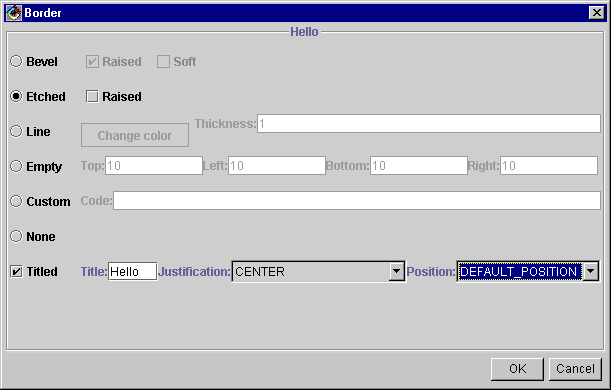 Border
Hello
Bevel Raised Soft
Etched Raised
Line Change color Thickness: 1
Empty Top: 10 Left: 10 Bottom: 10 Right: 10
Custom Code:
None
Titled Title: Hello Justification: CENTER Position: DEFAULT_POSITION
OK Cancel